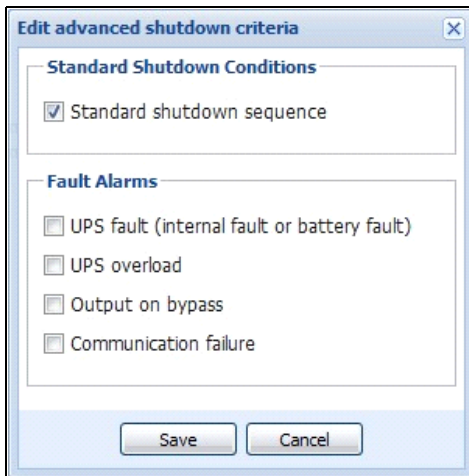 Edit advanced shutdown criteria
Standard Shutdown Conditions
Standard shutdown sequence
Fault Alarms
UPS fault (internal fault or battery fault)
UPS overload
Output on bypass
Communication failure
Save Cancel